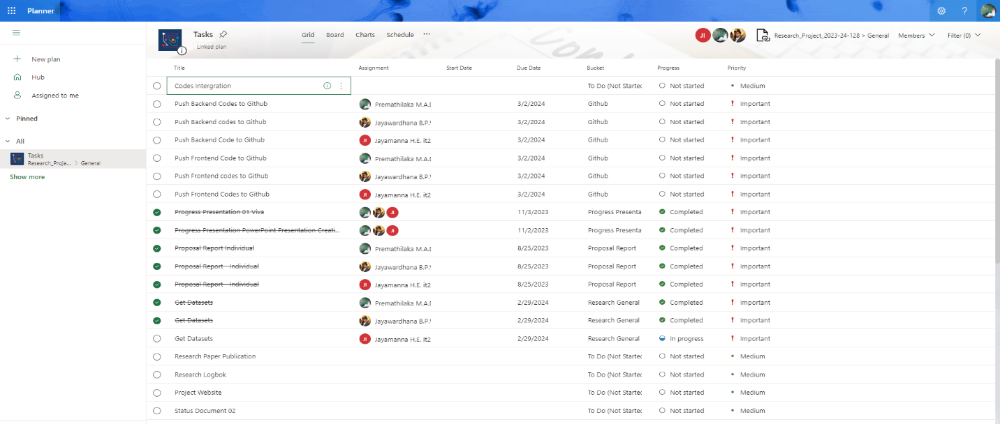 Planner
Tasks
Linked plan
Grid Board Charts Schedule ...
JI
Research_Project_2023-24-128 > General Members Filter (0)
New plan
Hub
Assigned to me
Pinned
All
Tasks
Research_Proje... > General
Show more
Title Assignment Start Date Due Date Bucket Progress Priority
Codes Intergration To Do (Not Started Not started Medium
Push Backend Codes to Github Premathilaka M.A.D 3/2/2024 Github Not started Important
Push Backend codes to Github Jayawardhana B.P. 3/2/2024 Github Not started Important
Push Backend Code to Github JI Jayamanna H.E. it2 3/2/2024 Github Not started Important
Push Frontend Code to Github Premathilaka M.A.D 3/2/2024 Github Not started Important
Push Frontend codes to Github Jayawardhana B.P. 3/2/2024 Github Not started Important
Push Frontend Codes to Github JI Jayamanna H.E. it2 3/2/2024 Github Not started Important
Progress Presentation 01 Viva JI 11/3/2023 Progress Presenta Completed Important
Progress Presentation PowerPoint Presentation Creati... JI 11/2/2023 Progress Presenta Completed Important
Proposal Report Individual Premathilaka M.A.D 8/25/2023 Proposal Report Completed Important
Proposal Report - Individual Jayawardhana B.P. 8/25/2023 Proposal Report Completed Important
Proposal Report - Individual JI Jayamanna H.E. it2 8/25/2023 Proposal Report Completed Important
Get Datasets Premathilaka M.A.D 2/29/2024 Research General Completed Important
Get Datasets Jayawardhana B.P. 2/29/2024 Research General Completed Important
Get Datasets JI Jayamanna H.E. it2 2/29/2024 Research General In progress Important
Research Paper Publication To Do (Not Started Not started Medium
Research Logbok To Do (Not Started Not started Medium
Project Website To Do (Not Started Not started Medium
Status Document 02 To Do (Not Started Not started Medium